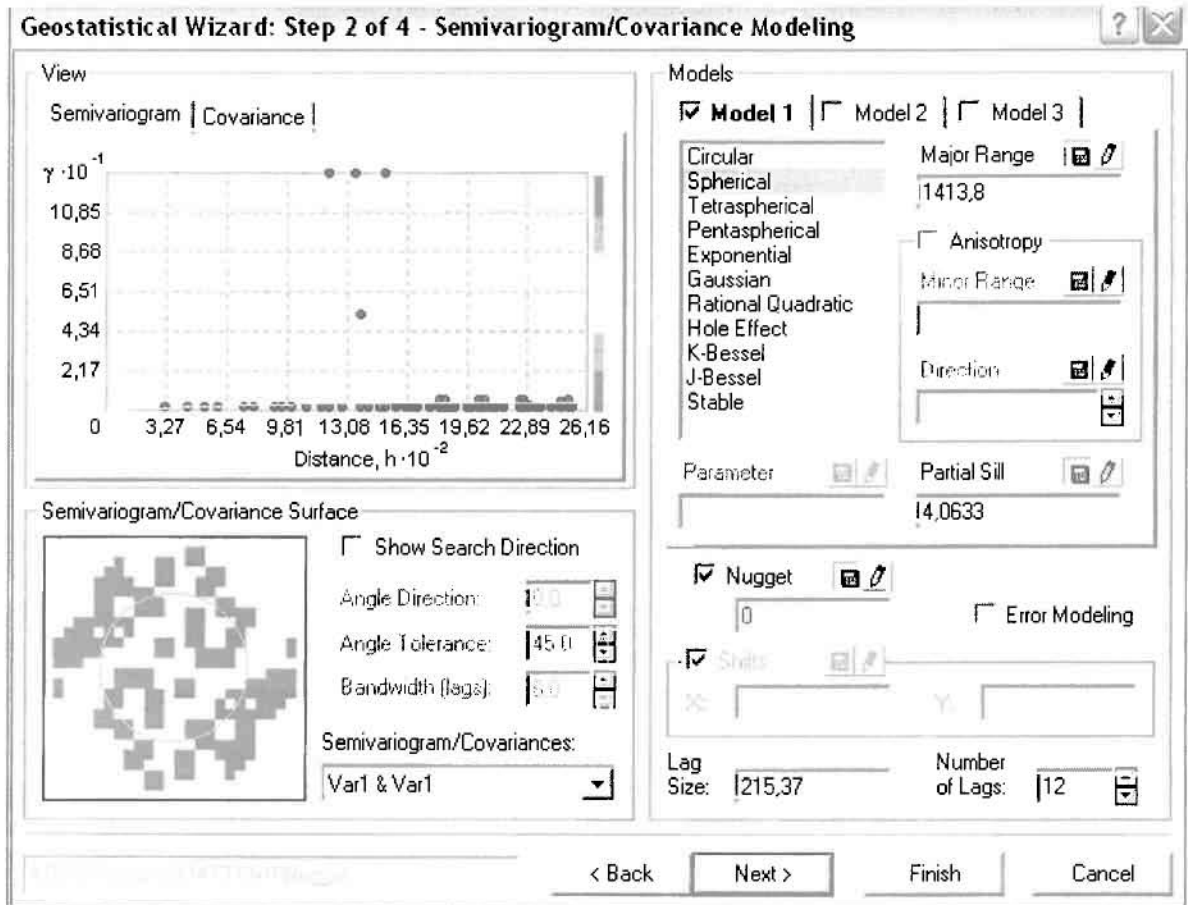 Geostatistical Wizard: Step 2 of 4 - Semivariogram/Covariance Modeling
View
Semivariogram
Covariance
γ·10 -1
10,85
8,68
6,51
4,34
2,17
0
3,27 6,54 9,81 13,08 16,35 19,62 22,89 26,16
Distance, h·10 -2
Models
Model 1
Model 2
Model 3
Circular
Spherical
Tetraspherical
Pentaspherical
Exponential
Gaussian
Rational Quadratic
Hole Effect
K-Bessel
J-Bessel
Stable
Major Range
1413,8
Anisotropy
Minor Range
Direction
Parameter
Partial Sill
4,0633
Semivariogram/Covariance Surface
Show Search Direction
Angle Direction:
0.0
Angle Tolerance:
45.0
Bandwidth (lags):
Semivariogram/Covariances:
Var1 & Var1
Nugget
0
Error Modeling
Shifts
X:
Y:
Lag
Size:
215,37
Number
of Lags:
12
< Back
Next >
Finish
Cancel